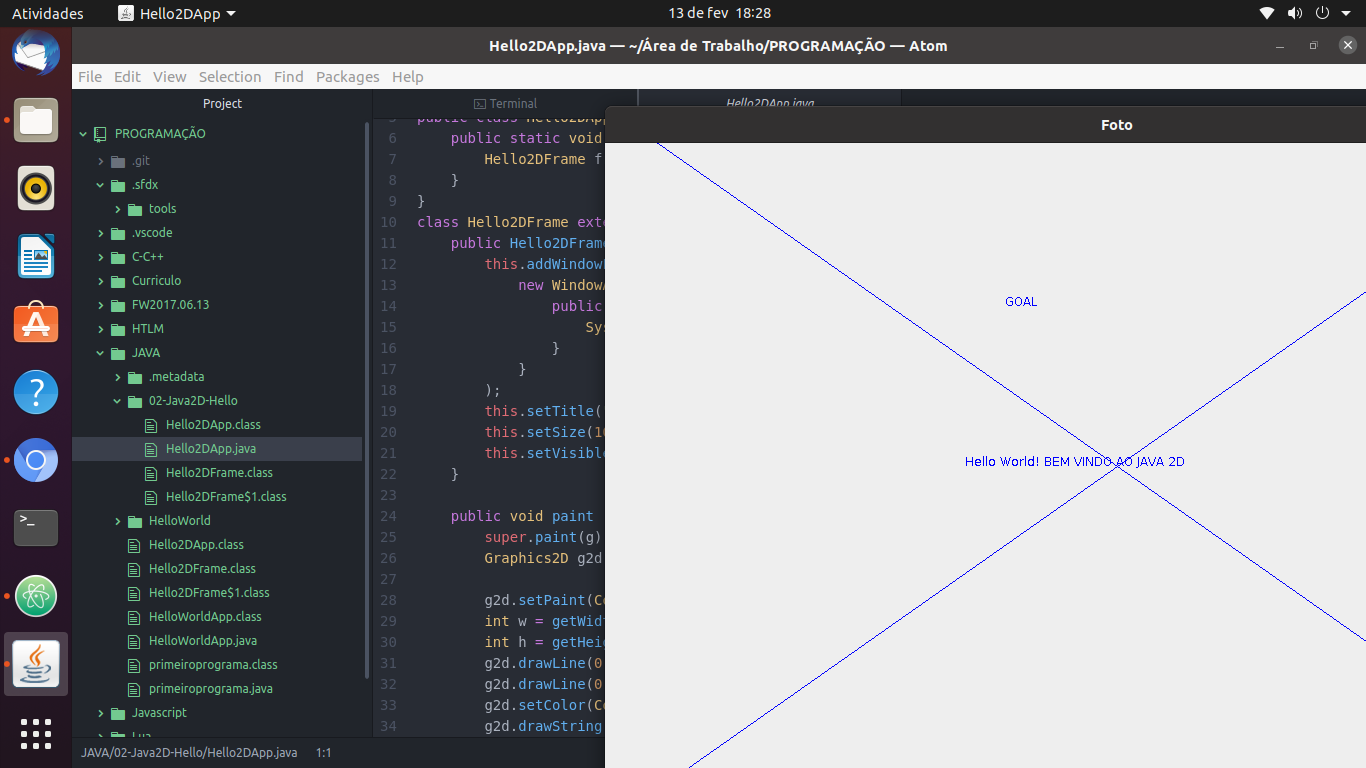 Atividades
Hello2DApp
13 de fev 18:28
Hello2DApp.java — ~/Área de Trabalho/PROGRAMAÇÃO — Atom
File Edit View Selection Find Packages Help
Project
PROGRAMAÇÃO
.git
.sfdx
tools
.vscode
C-C++
Curriculo
FW2017.06.13
HTLM
JAVA
.metadata
02-Java2D-Hello
Hello2DApp.class
Hello2DApp.java
Hello2DFrame.class
Hello2DFrame$1.class
HelloWorld
Hello2DApp.class
Hello2DFrame.class
Hello2DFrame$1.class
HelloWorldApp.class
HelloWorldApp.java
primeiroprograma.class
primeiroprograma.java
Javascript
Lua
Terminal
Hello2DApp.java
5 public class Hello2DApp
6 public static void
7 Hello2DFrame f
8 }
9 }
10 class Hello2DFrame exte
11 public Hello2DFrame
12 this.addWindow
13 new Window
14 public
15 Sys
16 }
17 }
18 );
19 this.setTitle(
20 this.setSize(10
21 this.setVisible
22 }
23
24 public void paint
25 super.paint(g)
26 Graphics2D g2d
27
28 g2d.setPaint(Co
29 int w = getWidt
30 int h = getHei
31 g2d.drawLine(0
32 g2d.drawLine(0
33 g2d.setColor(Co
34 g2d.drawString
Foto
GOAL
Hello World! BEM VINDO AO JAVA 2D
JAVA/02-Java2D-Hello/Hello2DApp.java 1:1